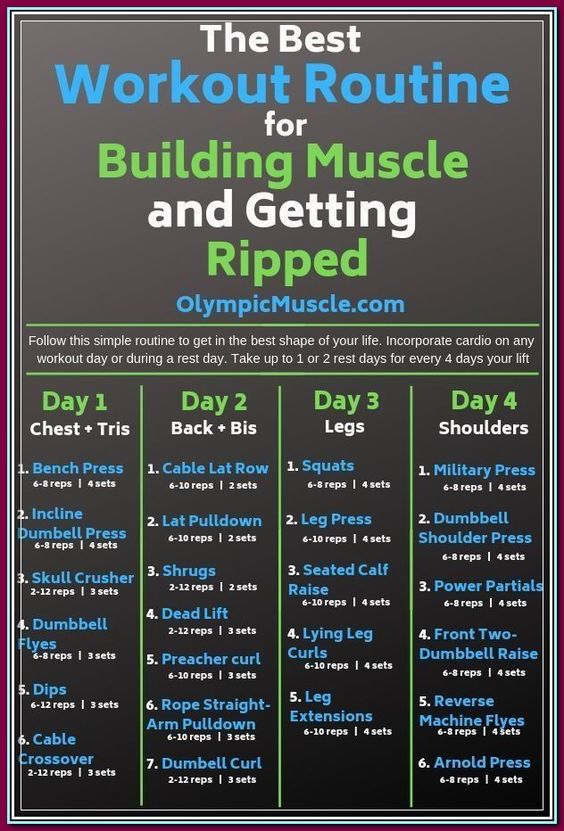 The Best
Workout Routine
for
Building Muscle
and Getting
Ripped
OlympicMuscle.com
Follow this simple routine to get in the best shape of your life. Incorporate cardio on any
workout day or during a rest day. Take up to 1 or 2 rest days for every 4 days your lift
Day 1
Chest + Tris
1. Bench Press
6-8 reps | 4 sets
2. Incline
Dumbell Press
6-8 reps | 4 sets
3. Skull Crusher
2-12 reps | 3 sets
4. Dumbbell
Flyes
6-8 reps | 3 sets
5. Dips
6-12 reps | 3 sets
6. Cable
Crossover
2-12 reps | 3 sets
Day 2
Back + Bis
1. Cable Lat Row
6-10 reps | 2 sets
2. Lat Pulldown
6-10 reps | 2 sets
3. Shrugs
2-12 reps | 2 sets
4. Dead Lift
2-12 reps | 3 sets
5. Preacher curl
6-10 reps | 3 sets
6. Rope Straight-
Arm Pulldown
6-10 reps | 3 sets
7. Dumbell Curl
2-12 reps | 3 sets
Day 3
Legs
1. Squats
6-8 reps | 4 sets
2. Leg Press
6-10 reps | 4 sets
3. Seated Calf
Raise
6-10 reps | 4 sets
4. Lying Leg
Curls
6-10 reps | 4 sets
5. Leg
Extensions
6-10 reps | 4 sets
Day 4
Shoulders
1. Military Press
6-8 reps | 4 sets
2. Dumbbell
Shoulder Press
6-8 reps | 4 sets
3. Power Partials
6-8 reps | 4 sets
4. Front Two-
Dumbbell Raise
6-8 reps | 4 sets
5. Reverse
Machine Flyes
6-8 reps | 4 sets
6. Arnold Press
6-8 reps | 4 sets